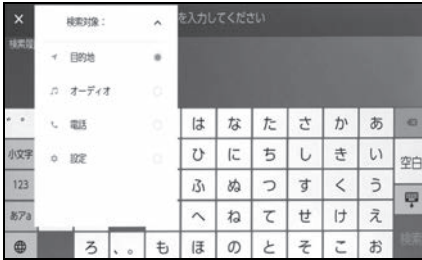 × 検索対象： を入力してください
検索履
目的地
オーディオ
電話
設定
゛ ゜ は な た さ か あ
小文字 ひ に ち し き い 空白
123 ふ ぬ つ す く う
あ?a へ ね て せ け え
ろ 、。 も ほ の と そ こ お 検索